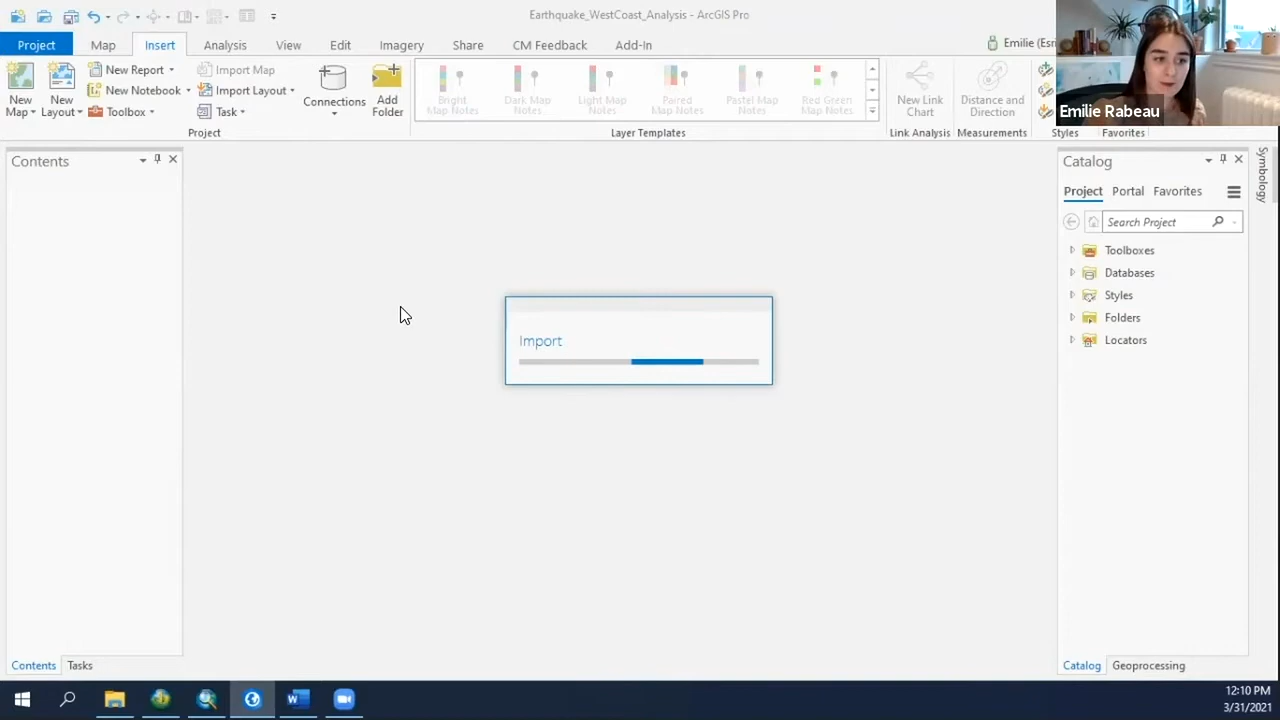 Earthquake_WestCoast_Analysis - ArcGIS Pro
Project Map Insert Analysis View Edit Imagery Share CM Feedback Add-In Emilie (Esri
New Map
New Layout
New Report
New Notebook
Toolbox
Import Map
Import Layout
Task
Connections
Add Folder
Bright Map Notes
Dark Map Notes
Light Map Notes
Paired Map Notes
Pastel Map Notes
Red Green Map Notes
New Link Chart
Distance and Direction
Project Layer Templates Link Analysis Measurements Styles Favorites
Emilie Rabeau
Contents
Import
Catalog
Project Portal Favorites
Search Project
Toolboxes
Databases
Styles
Folders
Locators
Symbology
Contents Tasks
Catalog Geoprocessing
12:10 PM
3/31/2021